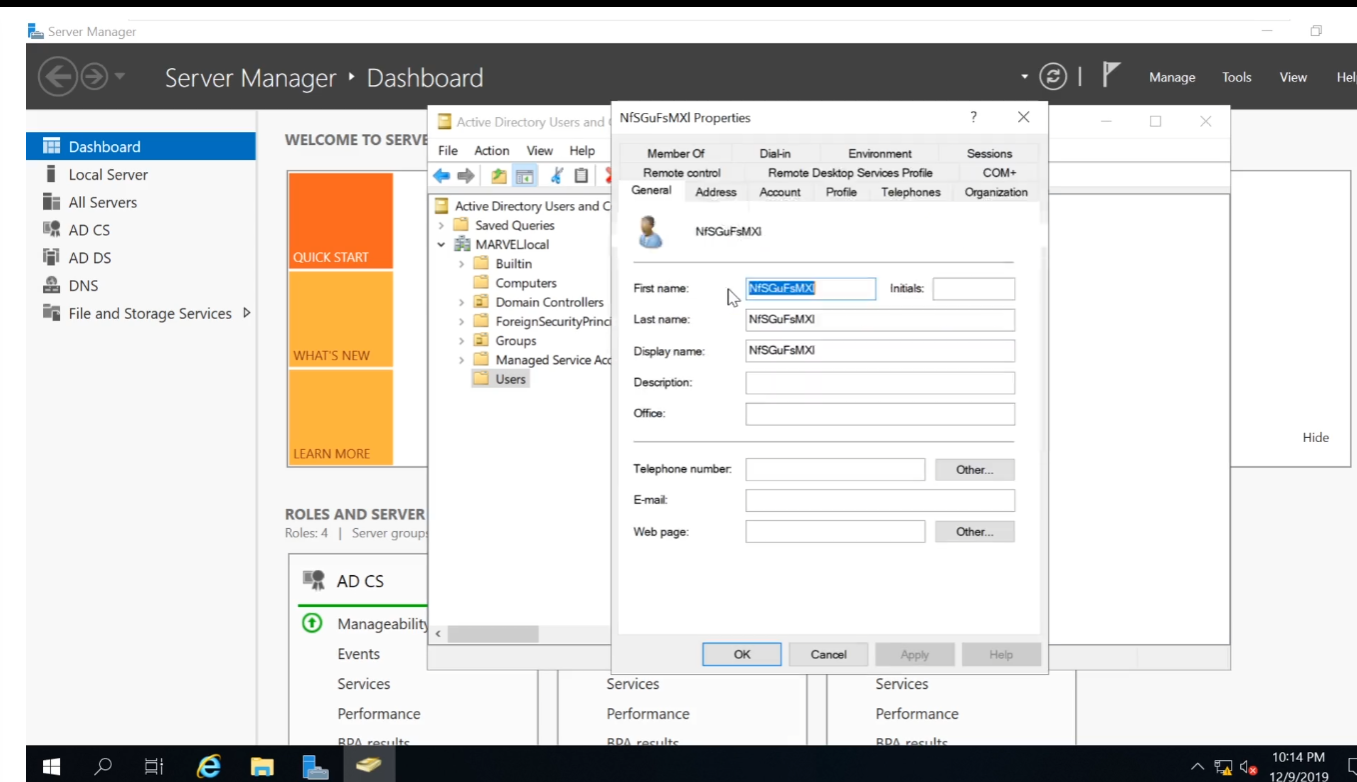 Server Manager
Server Manager • Dashboard
Manage Tools View Hel
Dashboard
Local Server
All Servers
AD CS
AD DS
DNS
File and Storage Services
WELCOME TO SERVE
QUICK START
WHAT'S NEW
LEARN MORE
Hide
ROLES AND SERVER
Roles: 4 | Server group
AD CS
Manageability
Events
Services
Performance
BPA results
Services
Performance
BPA results
Services
Performance
BPA results
Active Directory Users and
File Action View Help
Active Directory Users and C
Saved Queries
MARVEL.local
Builtin
Computers
Domain Controllers
ForeignSecurityPrinci
Groups
Managed Service Acc
Users
NfSGuFsMXl Properties
? 
Member Of Dial-in Environment Sessions
Remote control Remote Desktop Services Profile COM+
General Address Account Profile Telephones Organization
NfSGuFsMXl
First name: NfSGuFsMXl Initials:
Last name: NfSGuFsMXl
Display name: NfSGuFsMXl
Description:
Office:
Telephone number: Other...
E-mail:
Web page: Other...
OK Cancel Apply Help
10:14 PM
12/9/2019